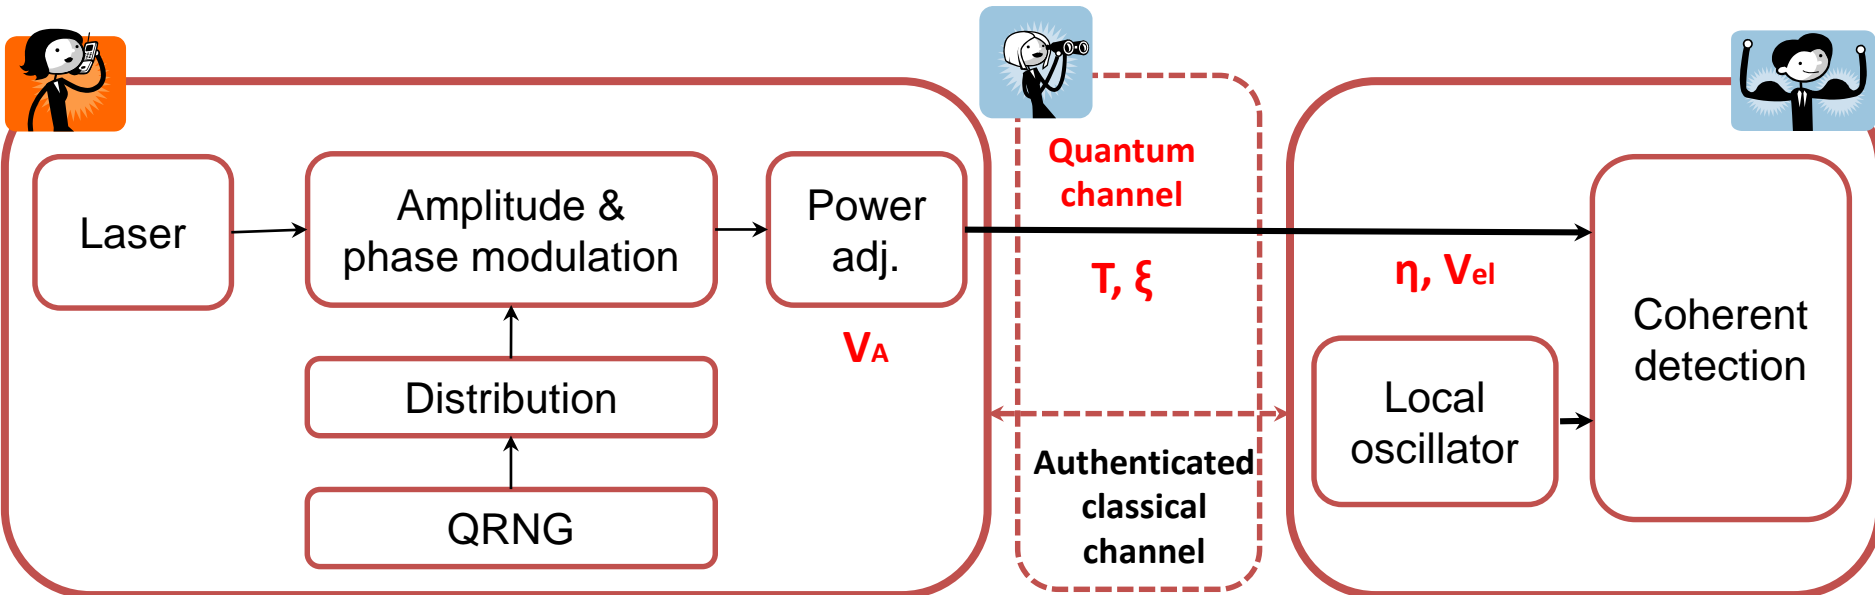 Laser
Amplitude &
phase modulation
Power
adj.
VA
Distribution
QRNG
Quantum
channel
T, ξ
Authenticated
classical
channel
η, Vel
Local
oscillator
Coherent
detection